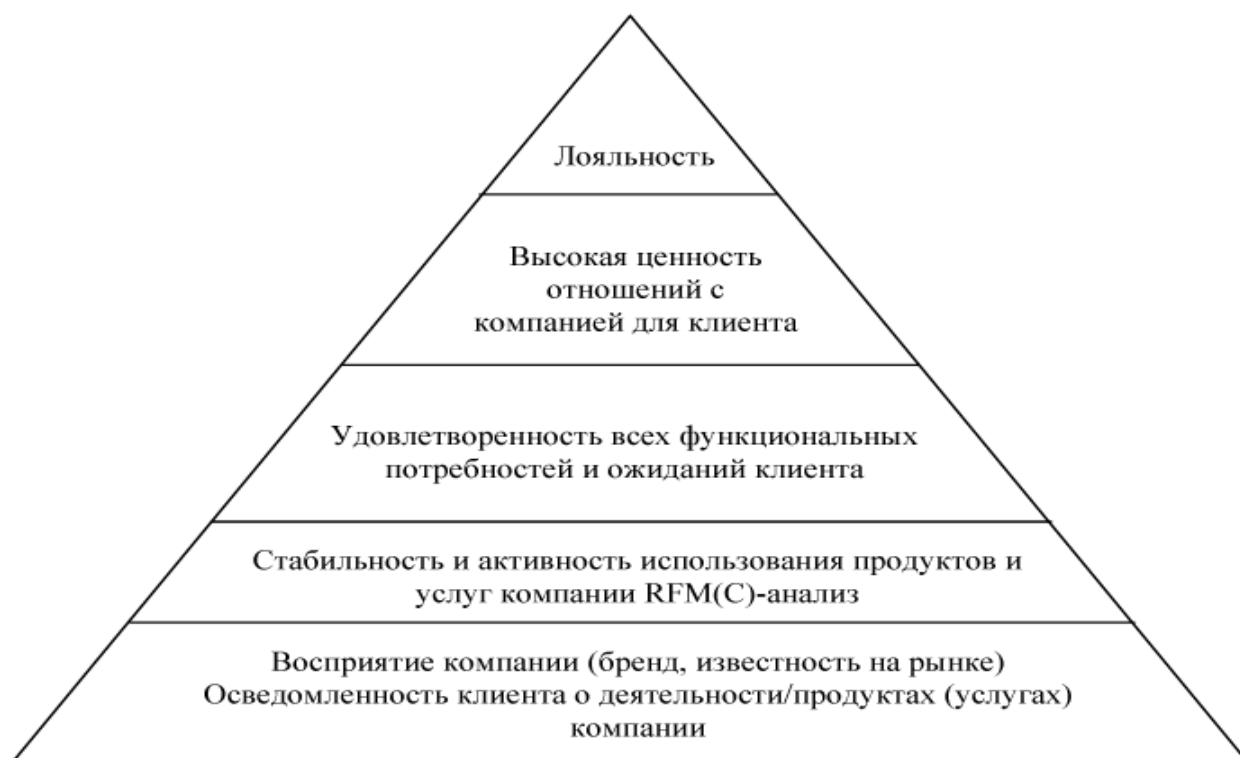 Лояльность
Высокая ценность
отношений с
компанией для клиента
Удовлетворенность всех функциональных
потребностей и ожиданий клиента
Стабильность и активность использования продуктов и
услуг компании RFM(C)-анализ
Восприятие компании (бренд, известность на рынке)
Осведомленность клиента о деятельности/продуктах (услугах)
компании